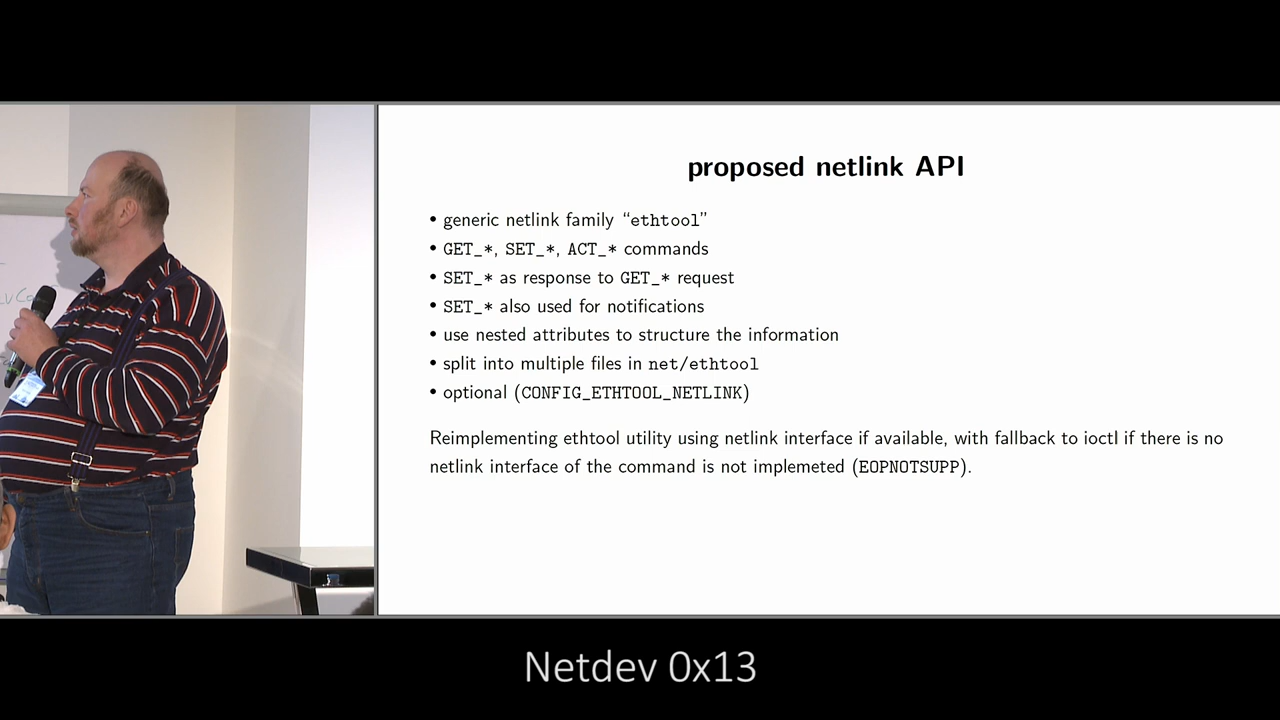 proposed netlink API
• generic netlink family “ethtool”
• GET_*, SET_*, ACT_* commands
• SET_* as response to GET_* request
• SET_* also used for notifications
• use nested attributes to structure the information
• split into multiple files in net/ethtool
• optional (CONFIG_ETHTOOL_NETLINK)
Reimplementing ethtool utility using netlink interface if available, with fallback to ioctl if there is no
netlink interface of the command is not implemeted (EOPNOTSUPP).
Netdev 0x13